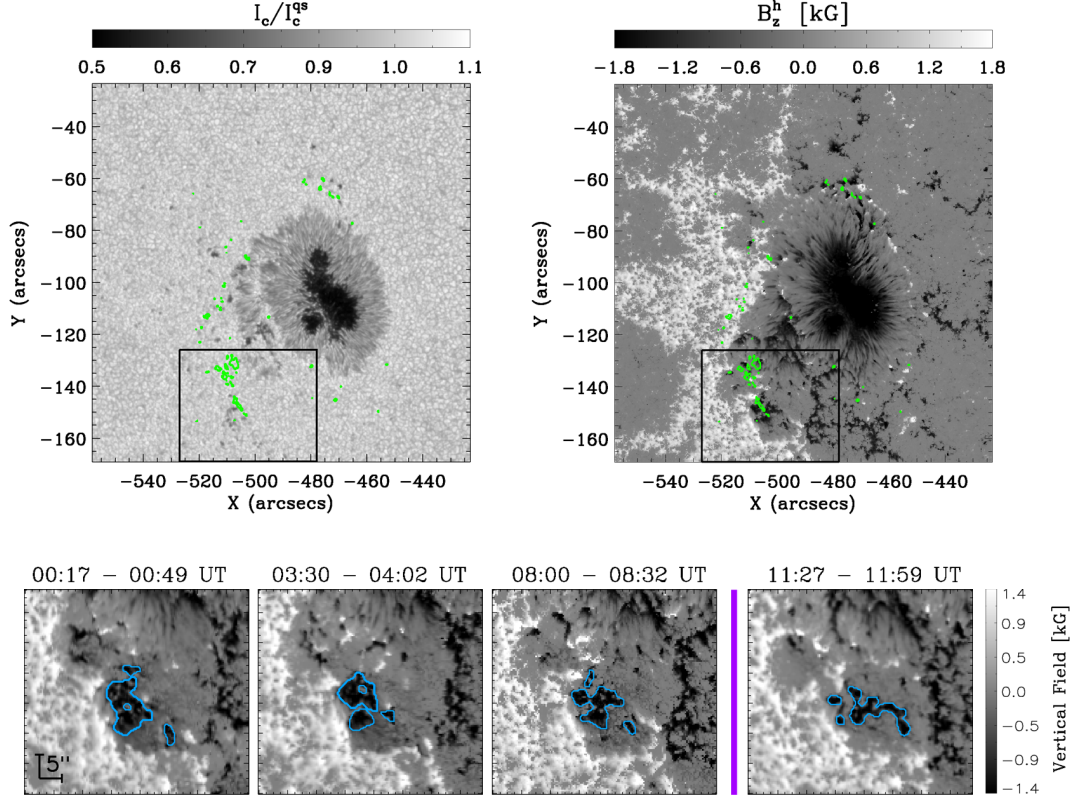 I_c/I_c^qs
0.5 0.6 0.7 0.9 1.0 1.1
B_z^h [kG]
−1.8 −1.2 −0.6 0.0 0.6 1.2 1.8
−40
−60
−80
−100
−120
−140
−160
Y (arcsecs)
−540 −520 −500 −480 −460 −440
X (arcsecs)
−40
−60
−80
−100
−120
−140
−160
Y (arcsecs)
−540 −520 −500 −480 −460 −440
X (arcsecs)
00:17 − 00:49 UT
03:30 − 04:02 UT
08:00 − 08:32 UT
11:27 − 11:59 UT
5"
1.4
0.9
0.5
0.0
−0.5
−0.9
−1.4
Vertical Field [kG]